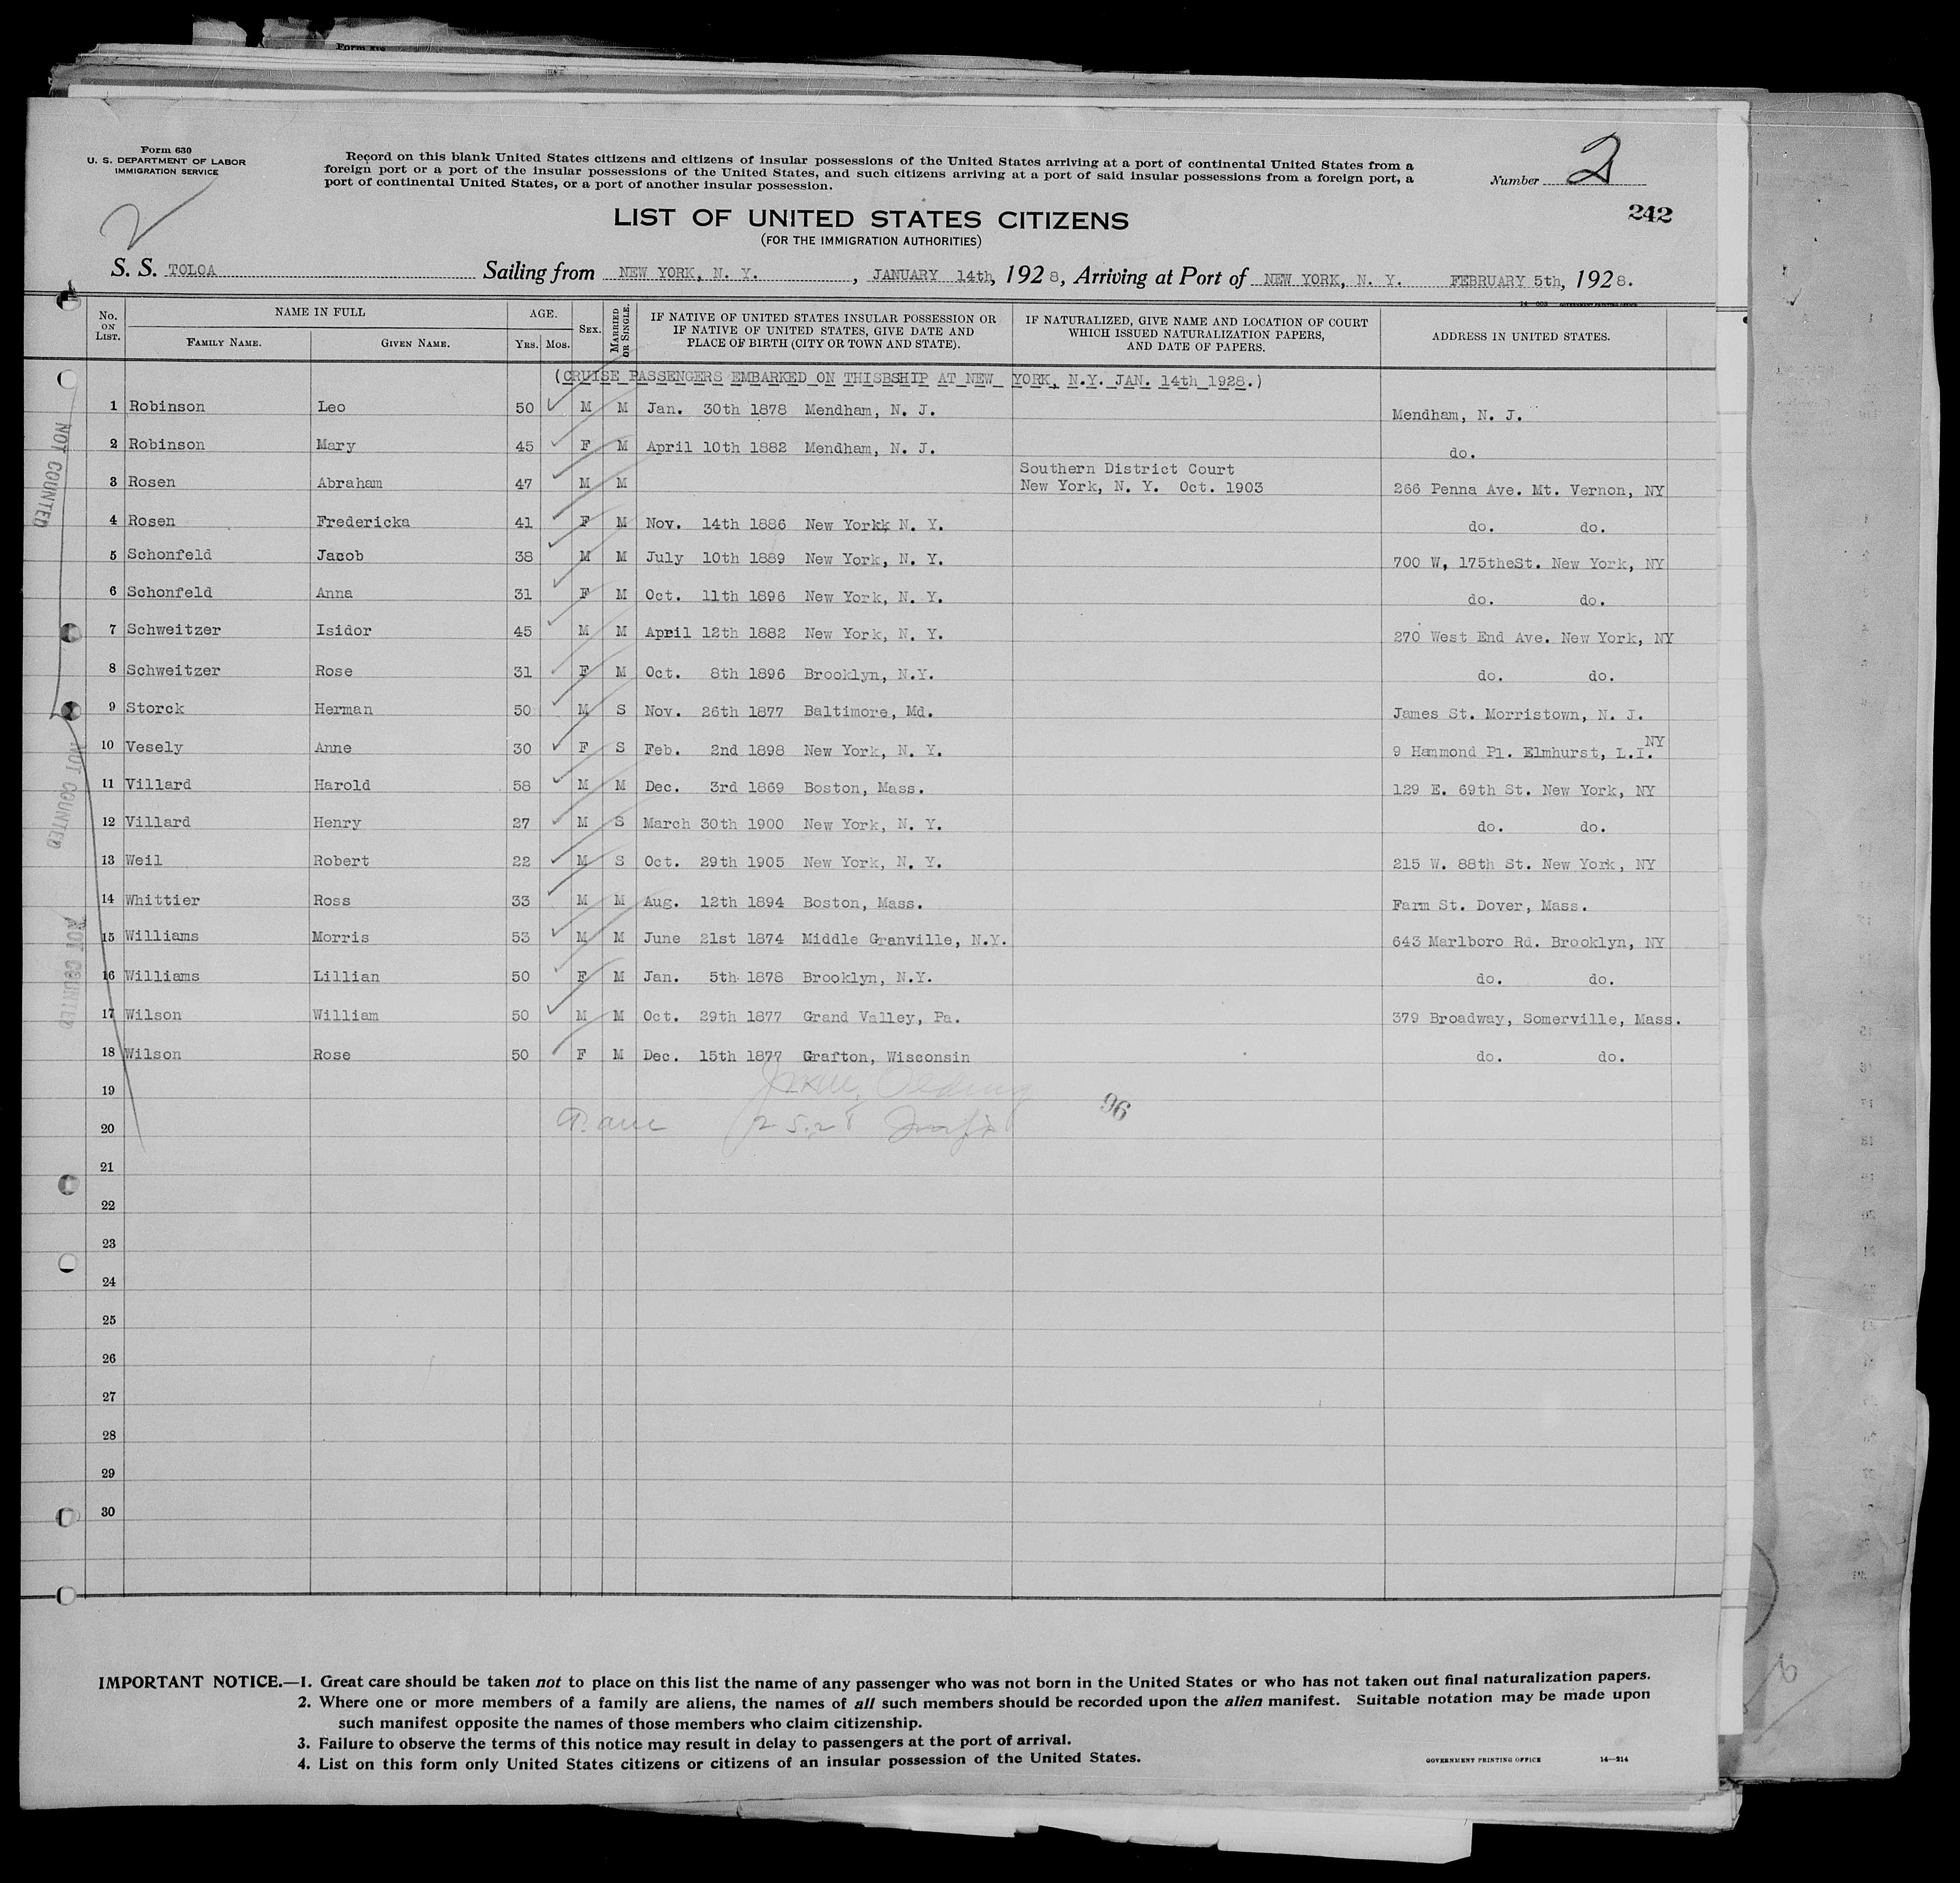 Form 630
U. S. DEPARTMENT OF LABOR
IMMIGRATION SERVICE
Record on this blank United States citizens and citizens of insular possessions of the United States arriving at a port of continental United States from a
foreign port or a port of the insular possessions of the United States, and such citizens arriving at a port of said insular possessions from a foreign port, a
port of continental United States, or a port of another insular possession.
Number 2
242
2
LIST OF UNITED STATES CITIZENS
(FOR THE IMMIGRATION AUTHORITIES)
S. S. TOLOA Sailing from NEW YORK, N. Y. , JANUARY 14th, 1928, Arriving at Port of NEW YORK, N. Y. FEBRUARY 5th, 1928.
No. ON LIST. NAME IN FULL FAMILY NAME. GIVEN NAME. AGE. YRS. MOS. SEX. MARRIED OR SINGLE. IF NATIVE OF UNITED STATES INSULAR POSSESSION OR IF NATIVE OF UNITED STATES, GIVE DATE AND PLACE OF BIRTH (CITY OR TOWN AND STATE). IF NATURALIZED, GIVE NAME AND LOCATION OF COURT WHICH ISSUED NATURALIZATION PAPERS, AND DATE OF PAPERS. ADDRESS IN UNITED STATES.
(CRUISE PASSENGERS EMBARKED ON THISBSHIP AT NEW YORK, N.Y. JAN. 14th 1928.)
1 Robinson Leo 50 M M Jan. 30th 1878 Mendham, N. J. Mendham, N. J.
2 Robinson Mary 45 F M April 10th 1882 Mendham, N. J. do.
3 Rosen Abraham 47 M M Southern District Court New York, N. Y. Oct. 1903 266 Penna Ave. Mt. Vernon, NY
4 Rosen Fredericka 41 F M Nov. 14th 1886 New Yorkk N. Y. do. do.
5 Schonfeld Jacob 38 M M July 10th 1889 New York, N. Y. 700 W, 175theSt. New York, NY
6 Schonfeld Anna 31 F M Oct. 11th 1896 New York, N. Y. do. do.
7 Schweitzer Isidor 45 M M April 12th 1882 New York, N. Y. 270 West End Ave. New York, NY
8 Schweitzer Rose 31 F M Oct. 8th 1896 Brooklyn, N.Y. do. do.
9 Storck Herman 50 M S Nov. 26th 1877 Baltimore, Md. James St. Morristown, N. J.
10 Vesely Anne 30 F S Feb. 2nd 1898 New York, N. Y. 9 Hammond Pl. Elmhurst, L.I. NY
11 Villard Harold 58 M M Dec. 3rd 1869 Boston, Mass. 129 E. 69th St. New York, NY
12 Villard Henry 27 M S March 30th 1900 New York, N. Y. do. do.
13 Weil Robert 22 M S Oct. 29th 1905 New York, N. Y. 215 W. 88th St. New York, NY
14 Whittier Ross 33 M M Aug. 12th 1894 Boston, Mass. Farm St. Dover, Mass.
15 Williams Morris 53 M M June 21st 1874 Middle Granville, N.Y. 643 Marlboro Rd. Brooklyn, NY
16 Williams Lillian 50 F M Jan. 5th 1878 Brooklyn, N.Y. do. do.
17 Wilson William 50 M M Oct. 29th 1877 Grand Valley, Pa. 379 Broadway, Somerville, Mass.
18 Wilson Rose 50 F M Dec. 15th 1877 Grafton, Wisconsin do. do.
19
96
20 2 5.28
21
22
23
24
25
26
27
28
29
30
NOT COUNTED
NOT COUNTED
NOT COUNTED
IMPORTANT NOTICE.—1. Great care should be taken not to place on this list the name of any passenger who was not born in the United States or who has not taken out final naturalization papers.
2. Where one or more members of a family are aliens, the names of all such members should be recorded upon the alien manifest. Suitable notation may be made upon
such manifest opposite the names of those members who claim citizenship.
3. Failure to observe the terms of this notice may result in delay to passengers at the port of arrival.
4. List on this form only United States citizens or citizens of an insular possession of the United States.
GOVERNMENT PRINTING OFFICE 14—214